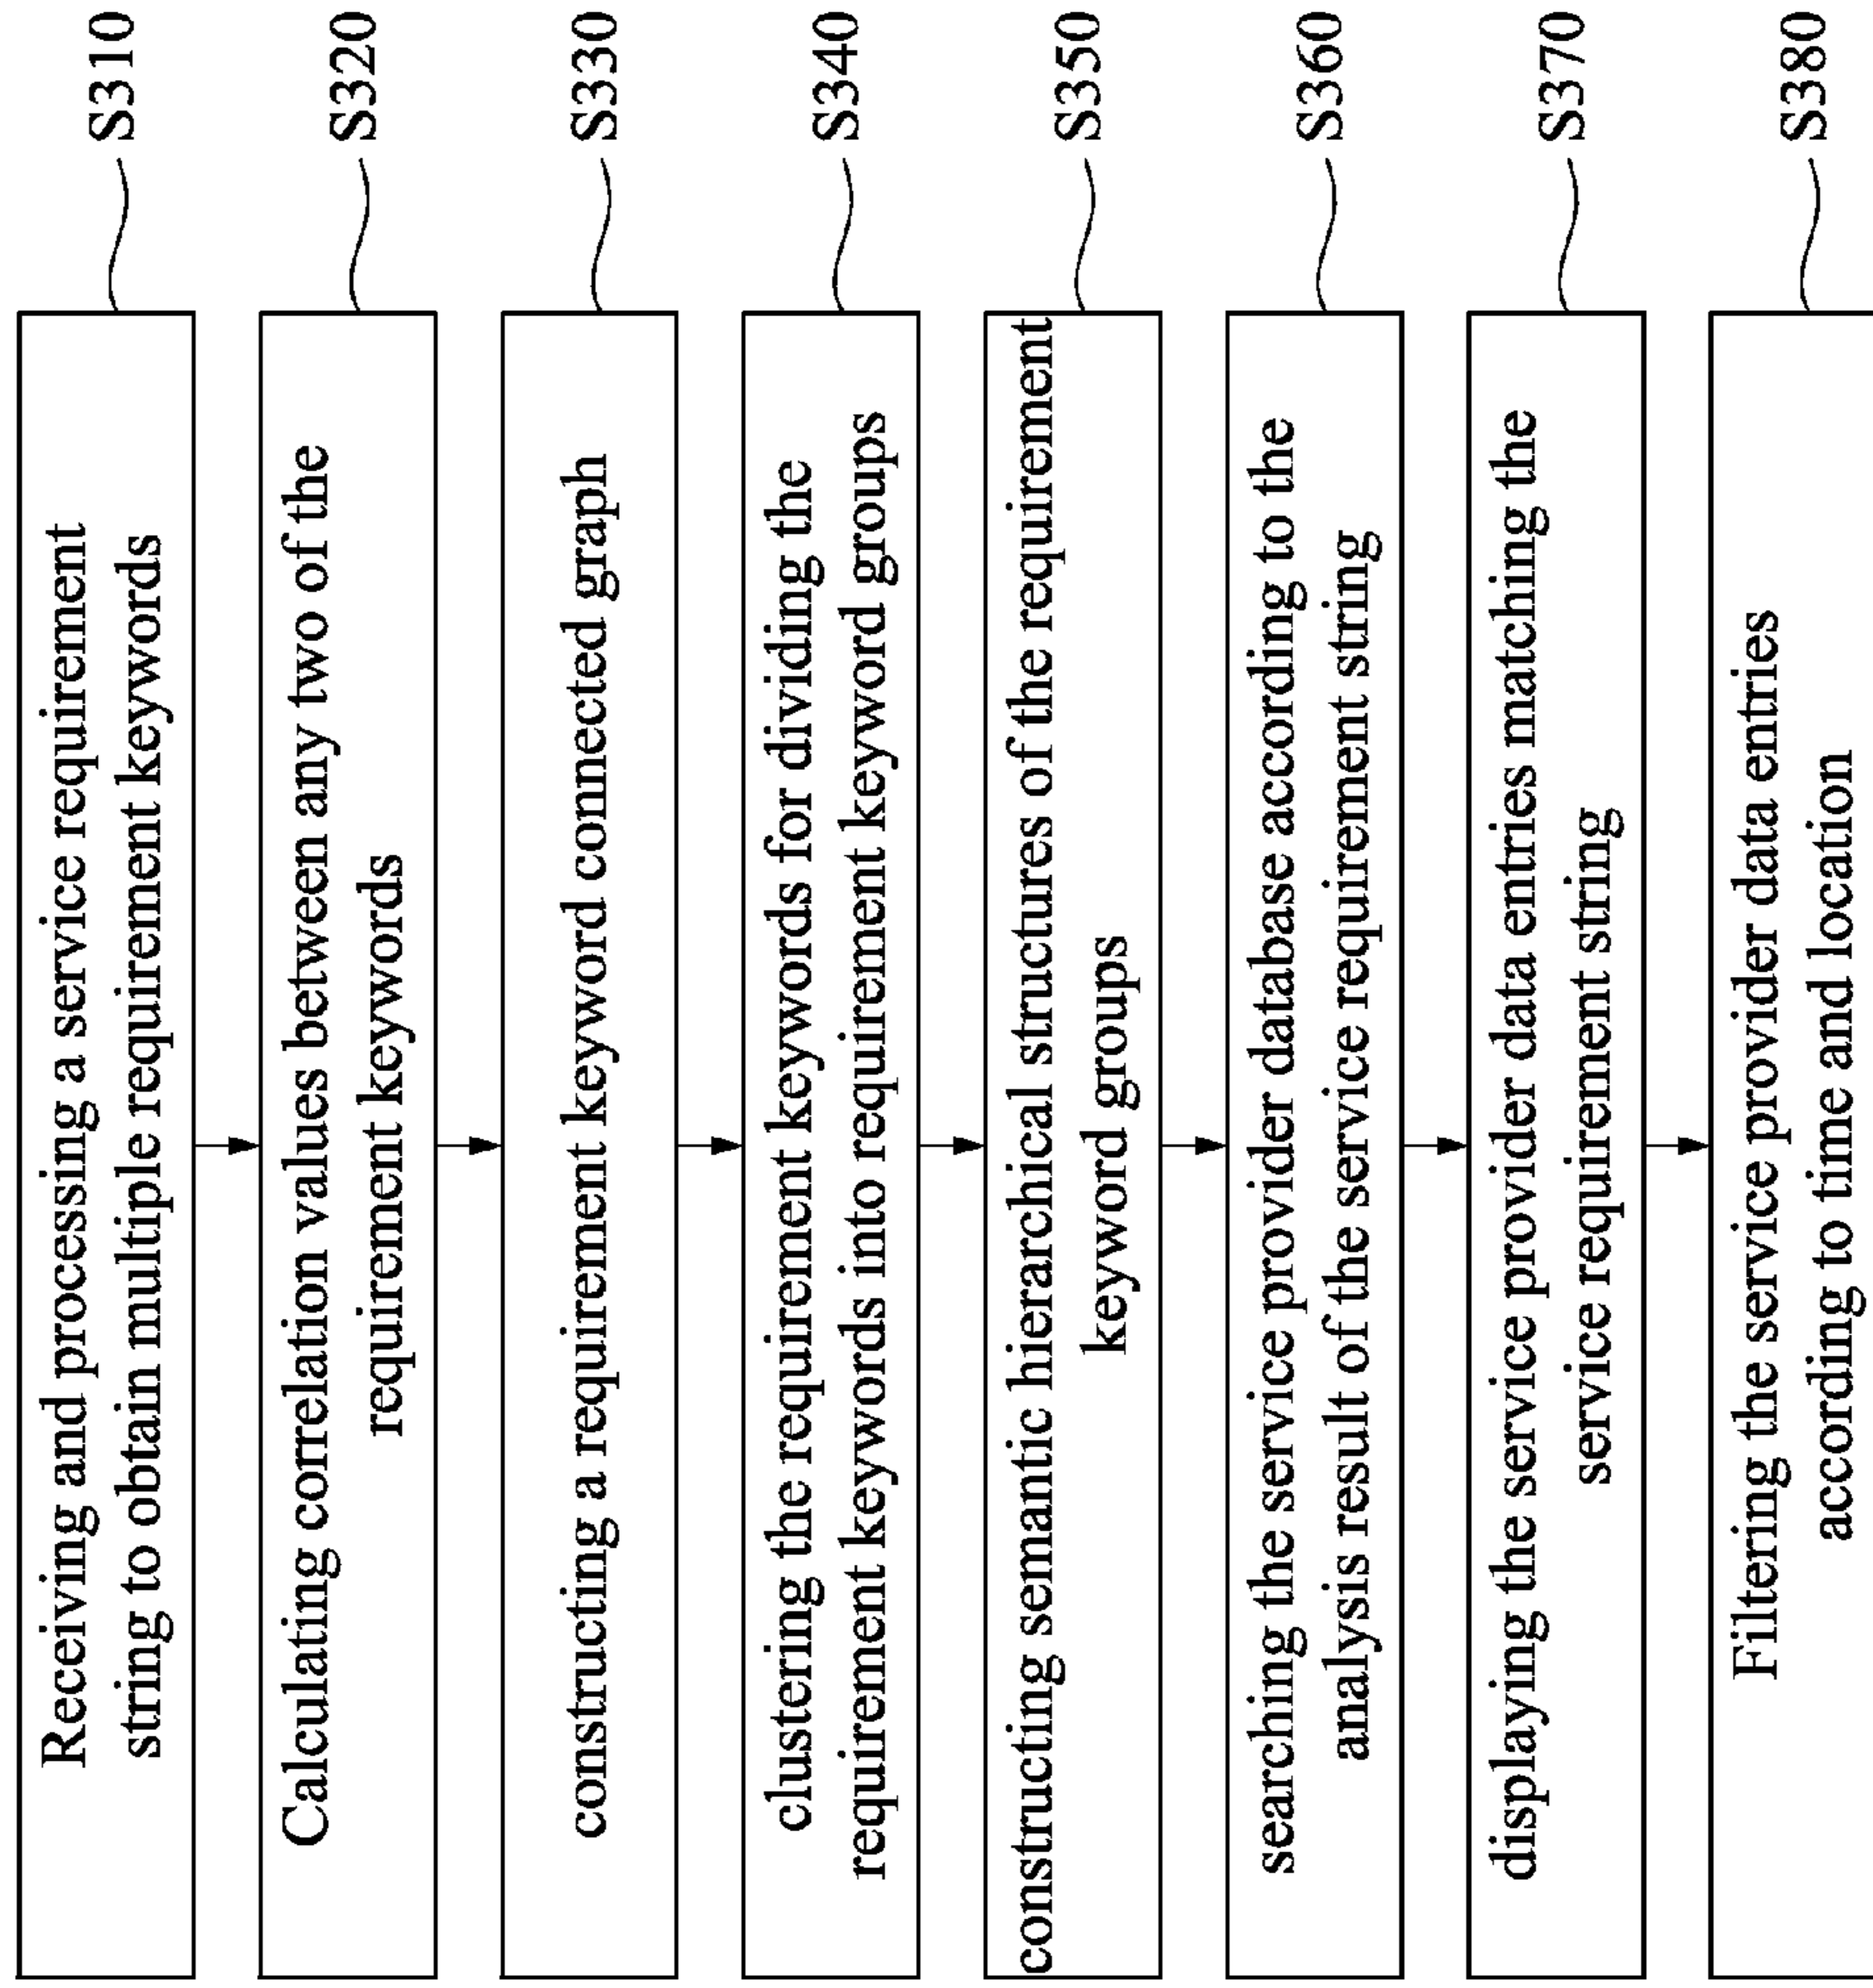 Receiving and processing a service requirement
string to obtain multiple requirement keywords
S310
Calculating correlation values between any two of the
requirement keywords
S320
constructing a requirement keyword connected graph
S330
clustering the requirement keywords for dividing the
requirement keywords into requirement keyword groups
S340
constructing semantic hierarchical structures of the requirement
keyword groups
S350
searching the service provider database according to the
analysis result of the service requirement string
S360
displaying the service provider data entries matching the
service requirement string
S370
Filtering the service provider data entries
according to time and location
S380